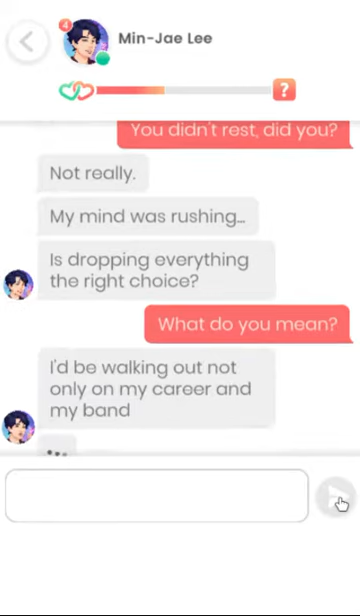 4
Min-Jae Lee
?
You didn't rest, did you?
Not really.
My mind was rushing...
Is dropping everything
the right choice?
What do you mean?
I'd be walking out not
only on my career and
my band
...